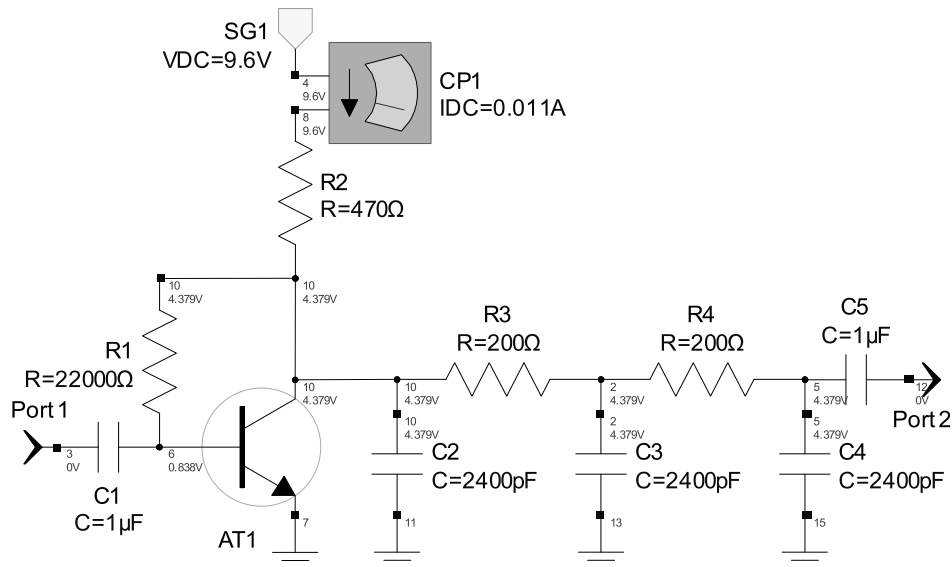 SG1
VDC=9.6V
4
9.6V
CP1
IDC=0.011A
8
9.6V
R2
R=470Ω
10
4.379V
10
4.379V
R1
R=22000Ω
R3
R=200Ω
R4
R=200Ω
C5
C=1µF
10
4.379V
10
4.379V
2
4.379V
5
4.379V
12
0V
Port 1
Port 2
3
0V
6
0.838V
10
4.379V
2
4.379V
5
4.379V
C1
C=1µF
C2
C=2400pF
C3
C=2400pF
C4
C=2400pF
AT1
7
11
13
15